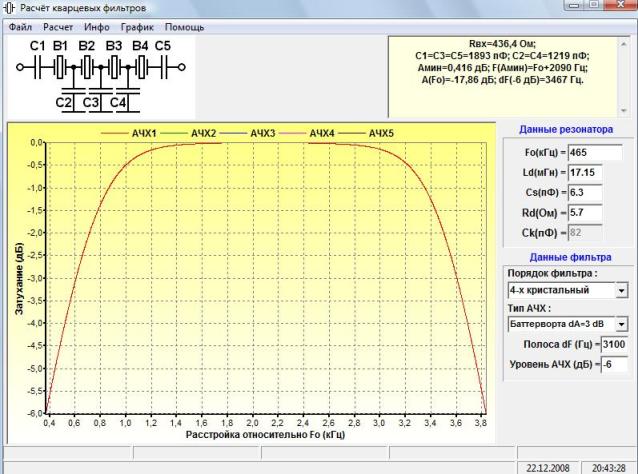 Расчёт кварцевых фильтров
Файл Расчет Инфо График Помощь
C1 B1 B2 B3 B4 C5
C2 C3 C4
Rвх=436,4 Ом;
C1=C3=C5=1893 пФ; C2=C4=1219 пФ;
Aмин=0,416 дБ; F(Амин)=Fo+2090 Гц;
A(Fo)=-17,86 дБ; dF(-6 дБ)=3467 Гц.
АЧХ1 АЧХ2 АЧХ3 АЧХ4 АЧХ5
0,0
-0,5
-1,0
-1,5
-2,0
-2,5
-3,0
-3,5
-4,0
-4,5
-5,0
-5,5
-6,0
Затухание (дБ)
0,4 0,6 0,8 1,0 1,2 1,4 1,6 1,8 2,0 2,2 2,4 2,6 2,8 3,0 3,2 3,4 3,6 3,8
Расстройка относительно Fo (кГц)
Данные резонатора
Fo(кГц) = 465
Ld(мГн) = 17.15
Cs(пФ) = 6.3
Rd(Ом) = 5.7
Ck(пФ) = 82
Данные фильтра
Порядок фильтра :
4-х кристальный
Тип АЧХ :
Баттерворта dA=3 dB
Полоса dF (Гц) = 3100
Уровень АЧХ (дБ) = -6
22.12.2008 20:43:28